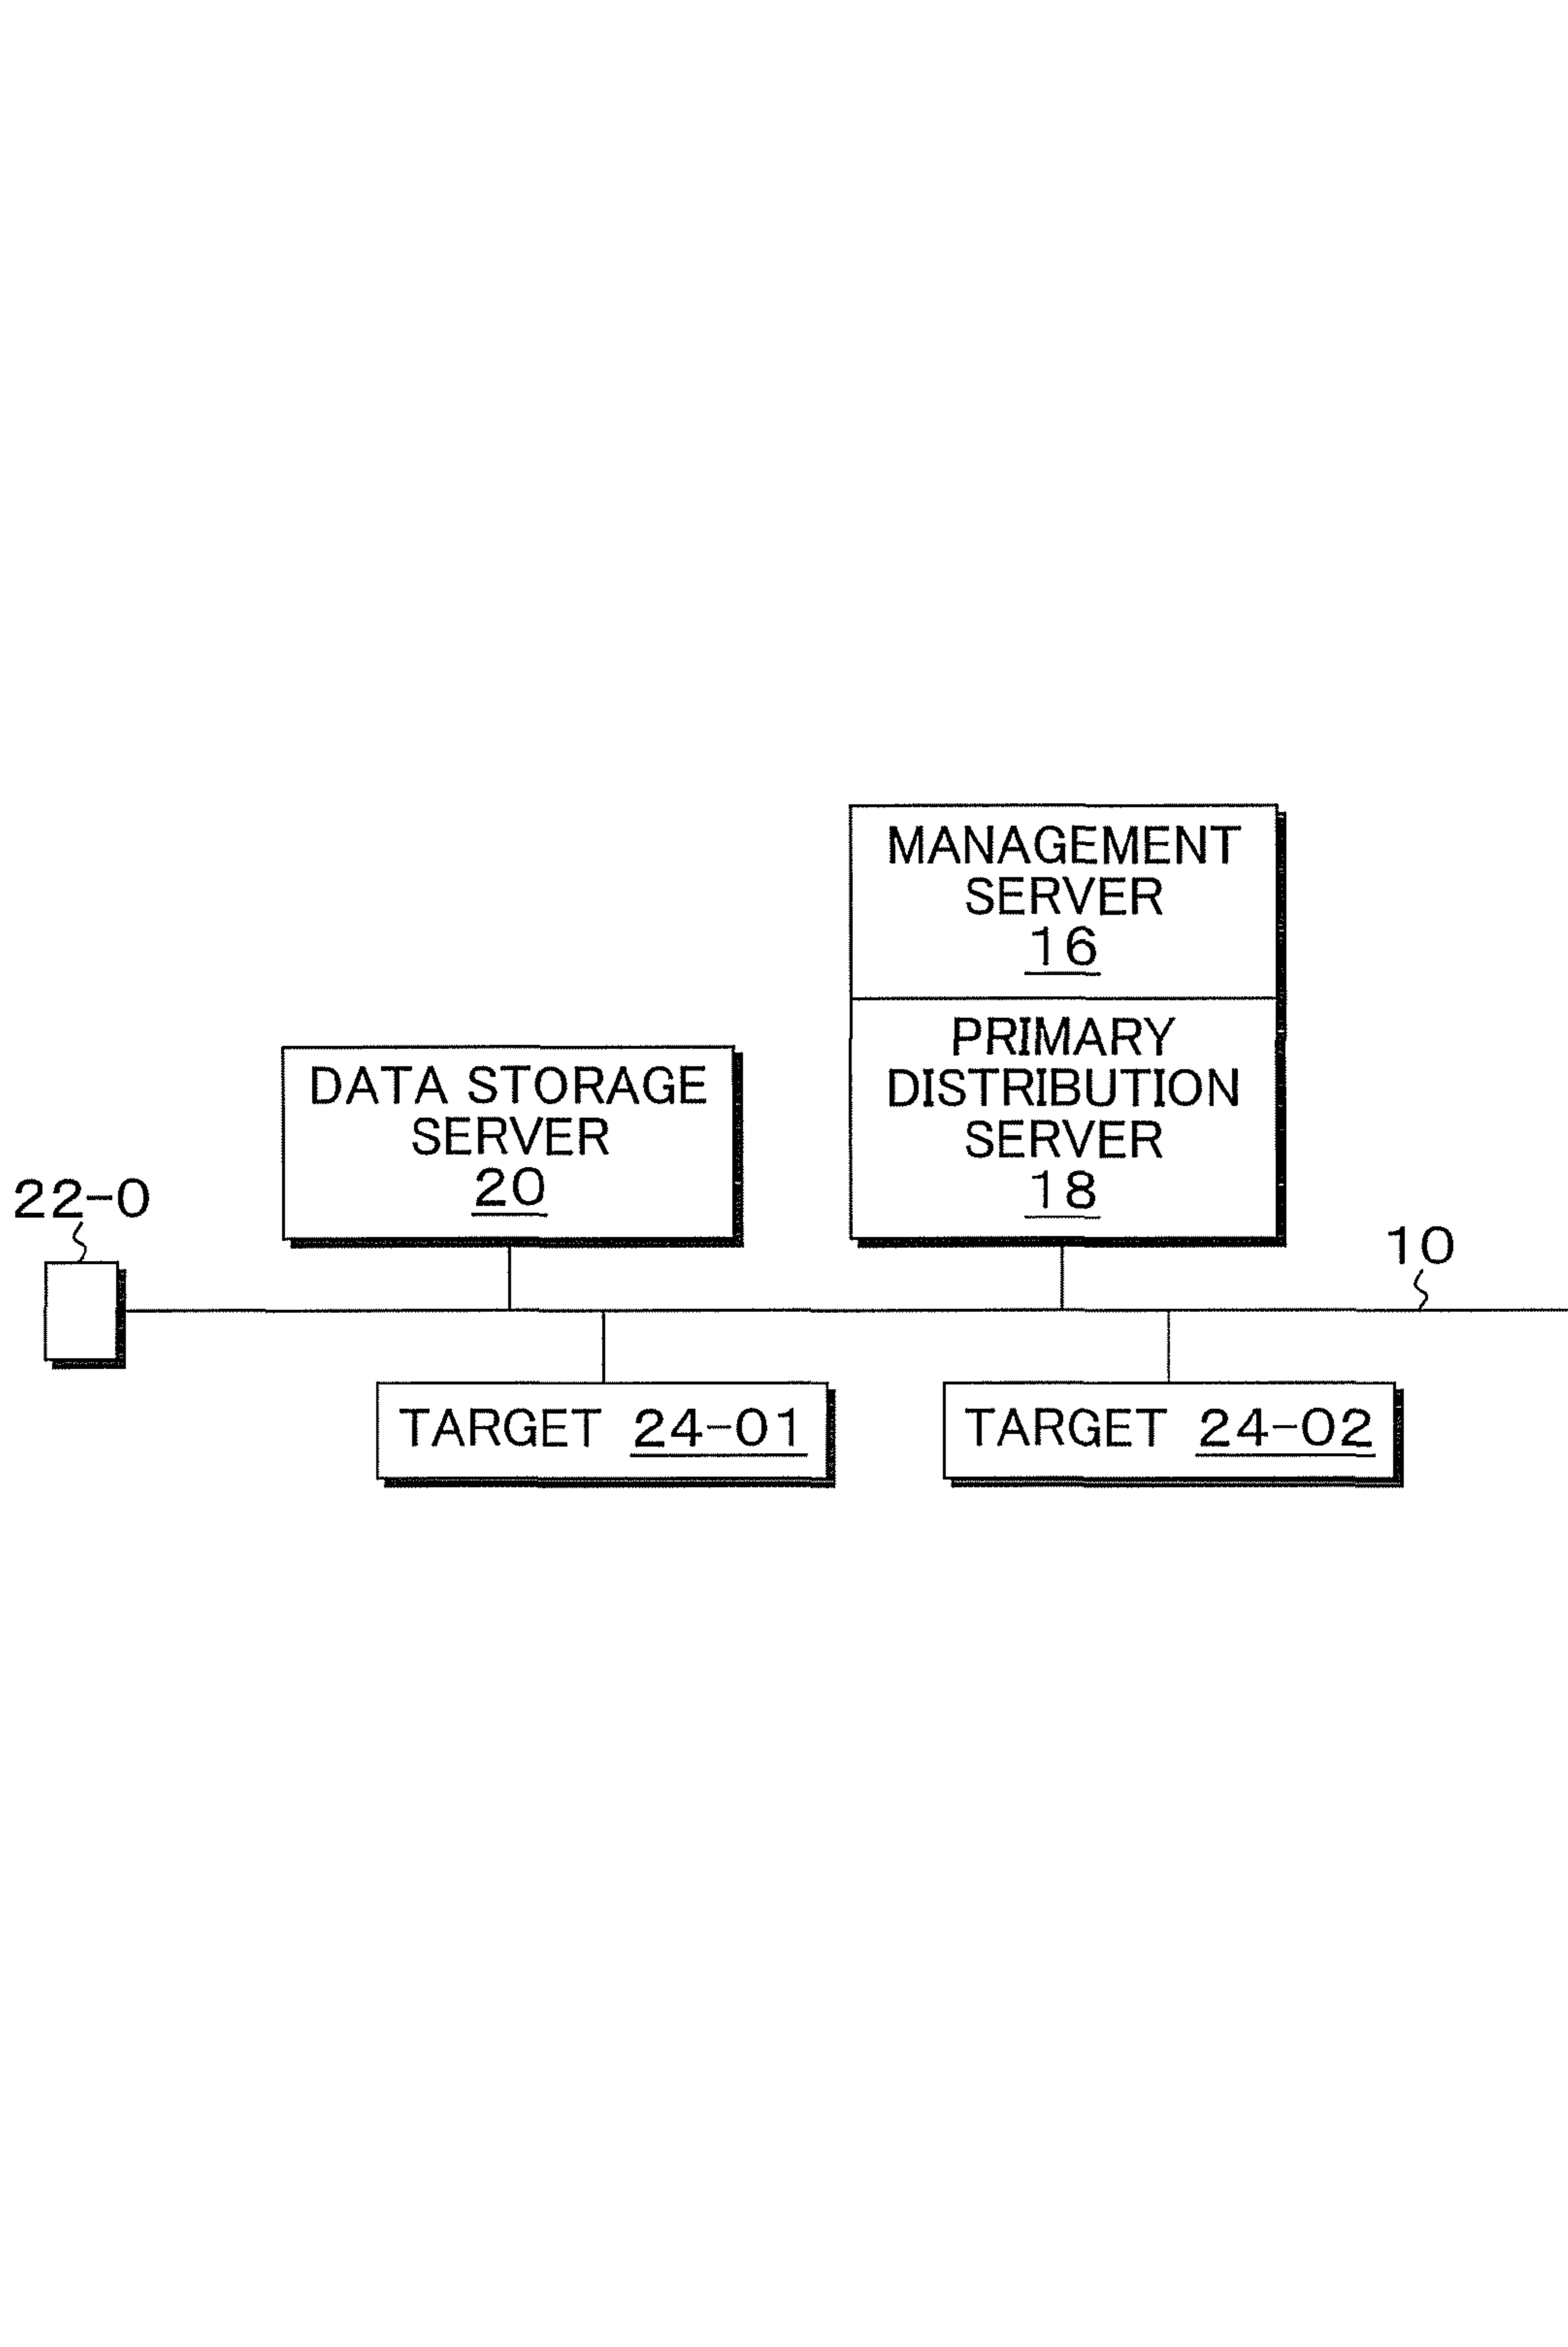 MANAGEMENT
SERVER
16
PRIMARY
DISTRIBUTION
SERVER
18
DATA STORAGE
SERVER
20
22-0
10
TARGET 24-01
TARGET 24-02